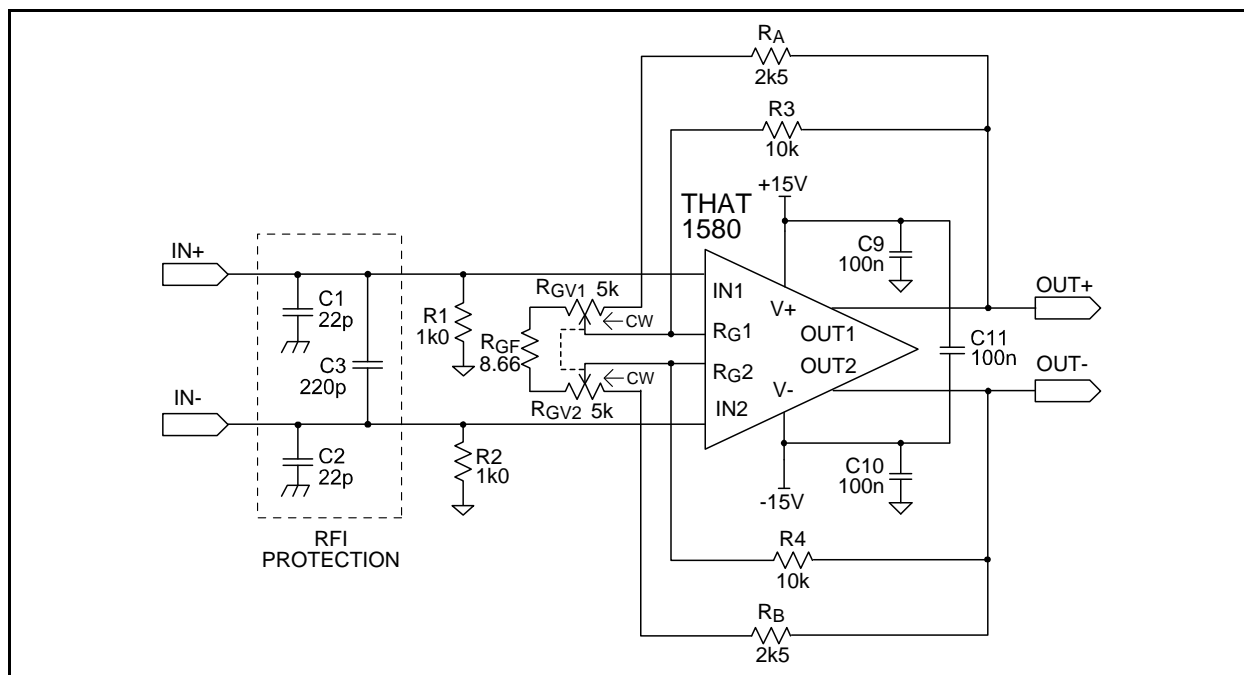 RA
2k5
R3
10k
+15V
THAT
1580
C9
100n
IN+
OUT+
RGV1 5k
IN1
V+
C1
22p
R1
1k0
CW
RG1
OUT1
C11
100n
RGF
8.66
C3
220p
RG2
OUT2
OUT-
CW
V-
RGV2 5k
IN2
IN-
C2
22p
R2
1k0
C10
100n
-15V
RFI
PROTECTION
R4
10k
RB
2k5